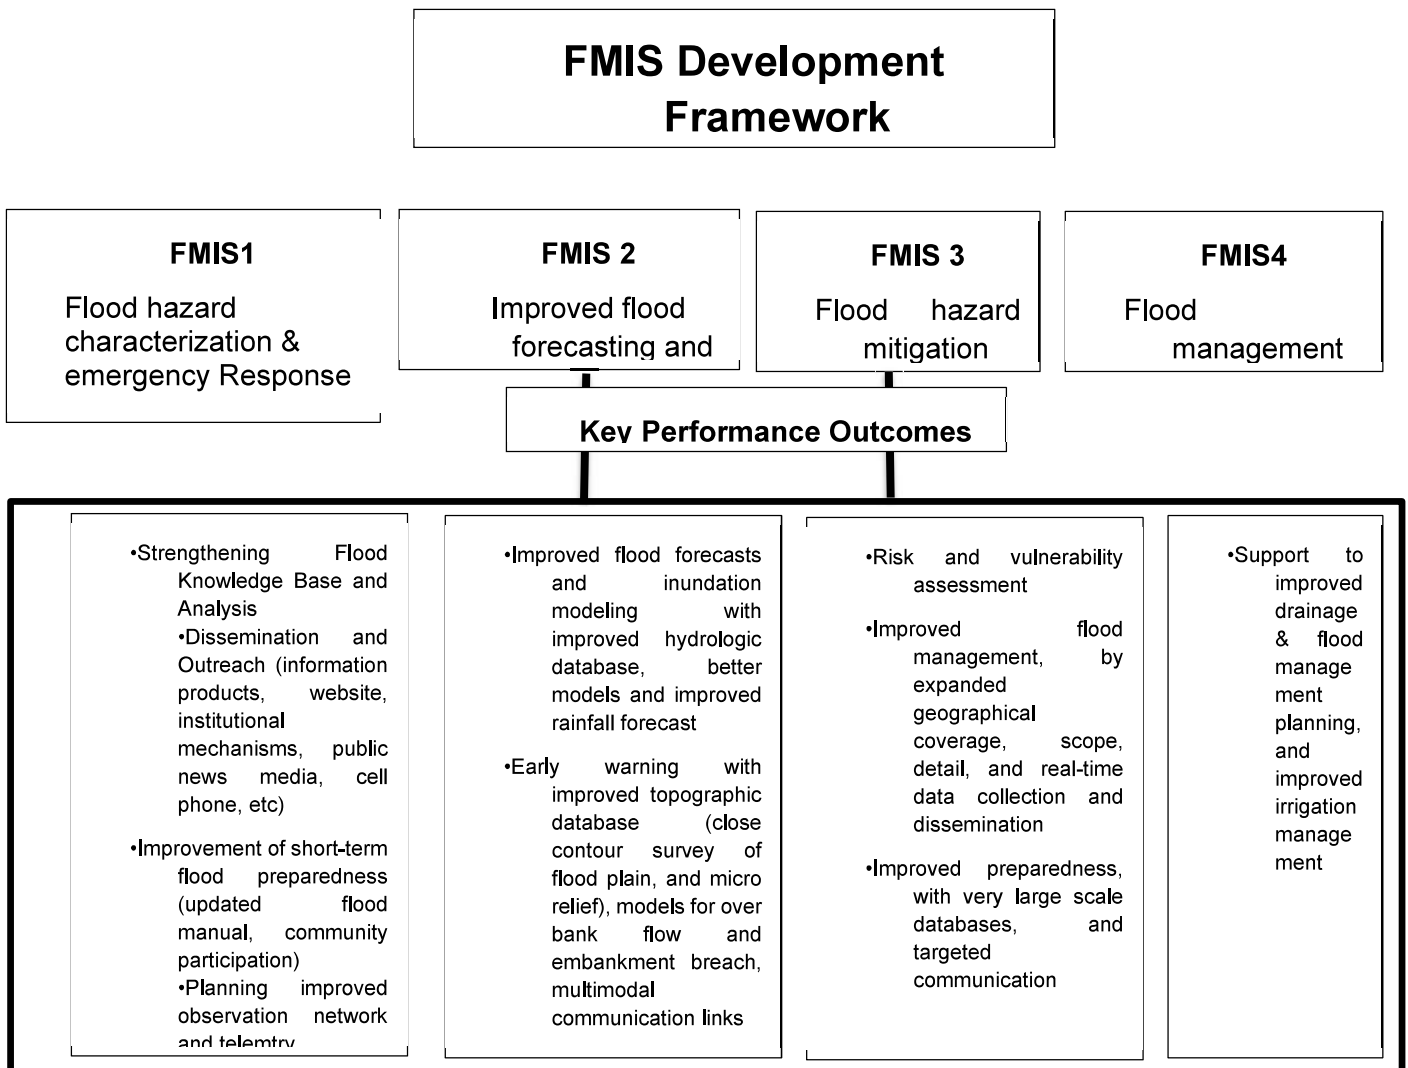 FMIS Development
Framework
FMIS1
Flood hazard
characterization &
emergency Response
FMIS 2
Improved flood
forecasting and
FMIS 3
Flood hazard
mitigation
FMIS4
Flood
management
Key Performance Outcomes
•Strengthening Flood
Knowledge Base and
Analysis
•Dissemination and
Outreach (information
products, website,
institutional
mechanisms, public
news media, cell
phone, etc)
•Improvement of short-term
flood preparedness
(updated flood
manual, community
participation)
•Planning improved
observation network
and telemtry
•Improved flood forecasts
and inundation
modeling with
improved hydrologic
database, better
models and improved
rainfall forecast
•Early warning with
improved topographic
database (close
contour survey of
flood plain, and micro
relief), models for over
bank flow and
embankment breach,
multimodal
communication links
•Risk and vulnerability
assessment
•Improved flood
management, by
expanded
geographical
coverage, scope,
detail, and real-time
data collection and
dissemination
•Improved preparedness,
with very large scale
databases, and
targeted
communication
•Support to
improved
drainage
& flood
manage
ment
planning,
and
improved
irrigation
manage
ment